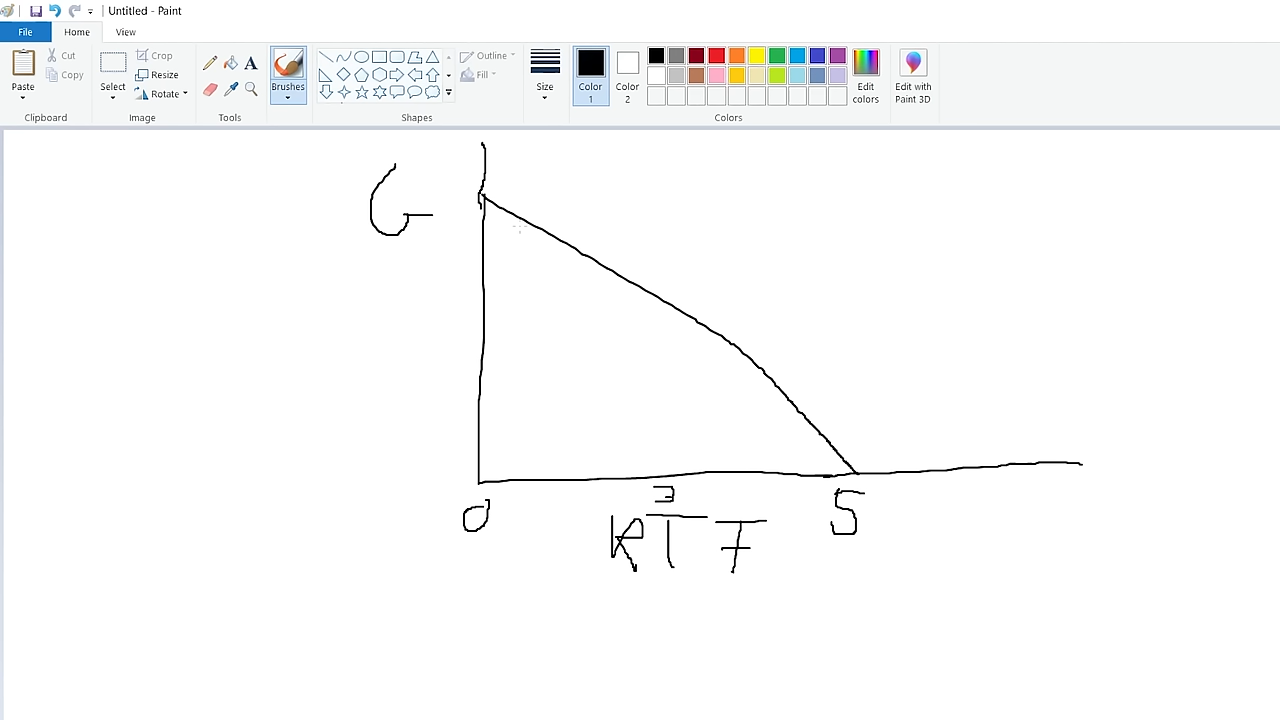 Untitled - Paint
File Home View
Paste Cut Copy Select Crop Resize Rotate A Brushes Outline Fill Size Color 1 Color 2 Edit colors Edit with Paint 3D
Clipboard Image Tools Shapes Colors
G
0 5